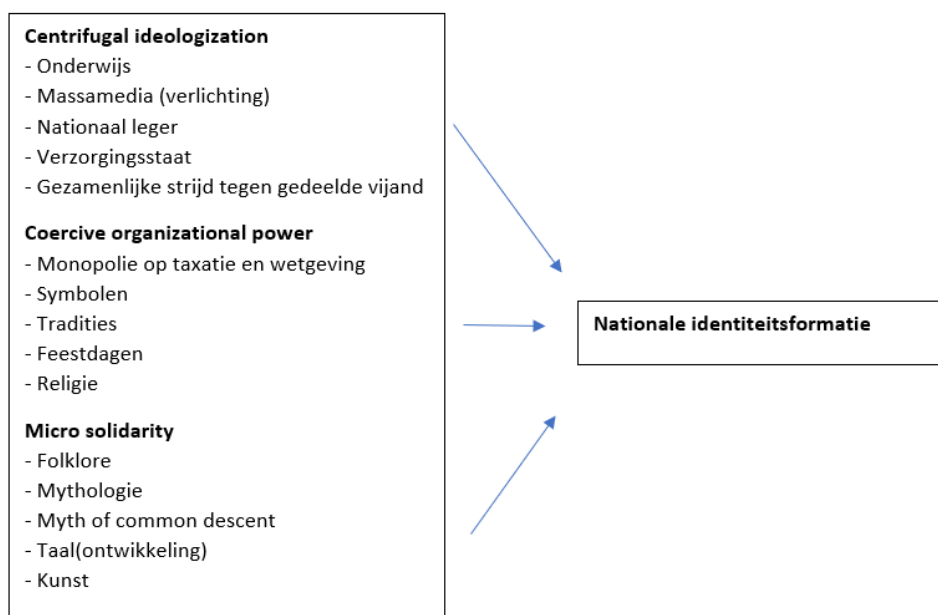 Centrifugal ideologization
- Onderwijs
- Massamedia (verlichting)
- Nationaal leger
- Verzorgingsstaat
- Gezamenlijke strijd tegen gedeelde vijand
Coercive organizational power
- Monopolie op taxatie en wetgeving
- Symbolen
- Tradities
- Feestdagen
- Religie
Micro solidarity
- Folklore
- Mythologie
- Myth of common descent
- Taal(ontwikkeling)
- Kunst
Nationale identiteitsformatie